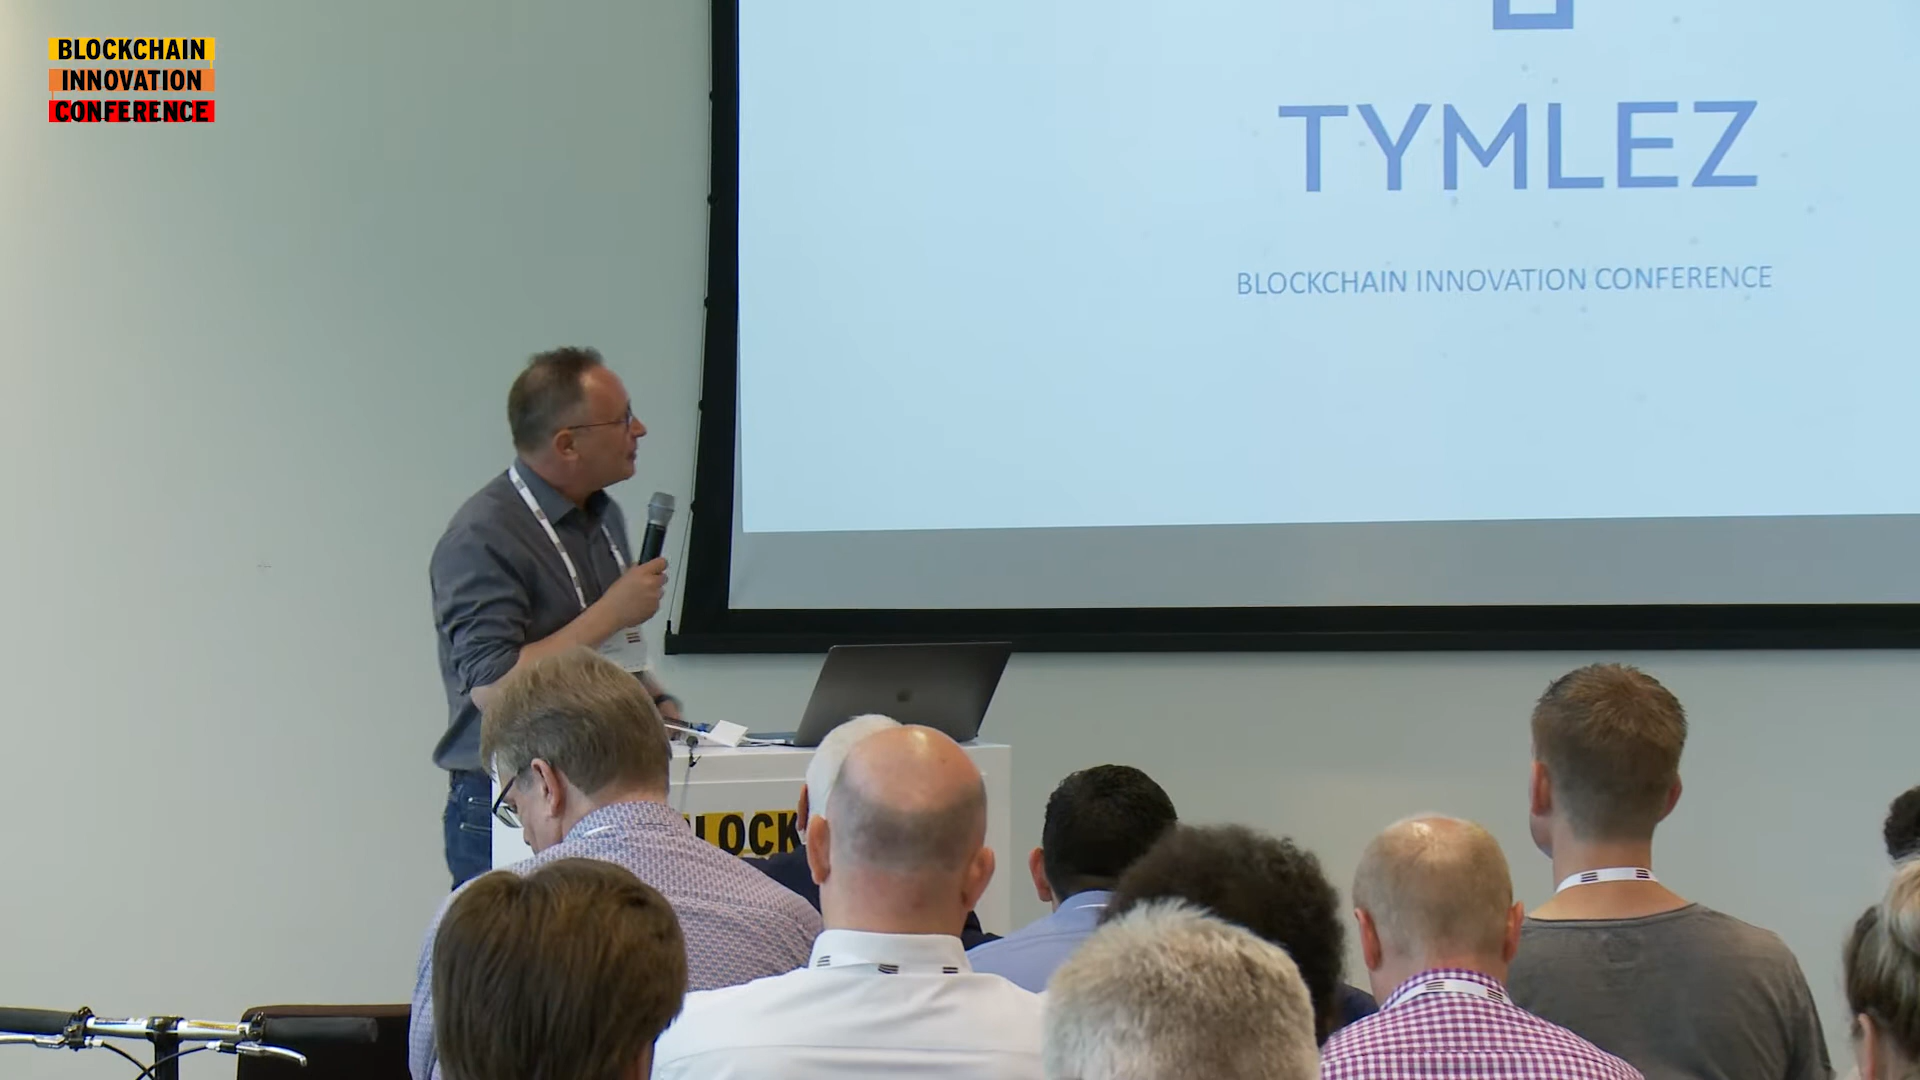 BLOCKCHAIN
INNOVATION
CONFERENCE
TYMLEZ
BLOCKCHAIN INNOVATION CONFERENCE
LOCK